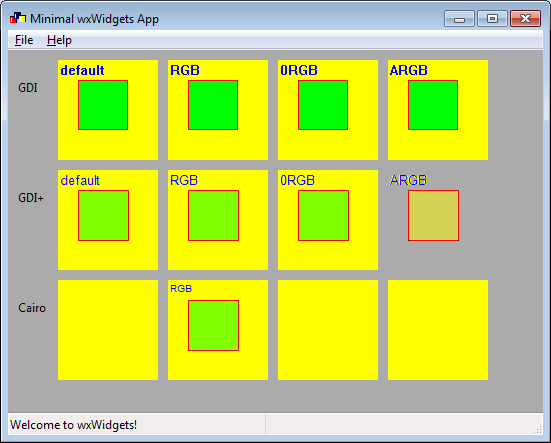 Minimal wxWidgets App
File Help
default RGB 0RGB ARGB
GDI
default RGB 0RGB ARGB
GDI+
RGB
Cairo
Welcome to wxWidgets!